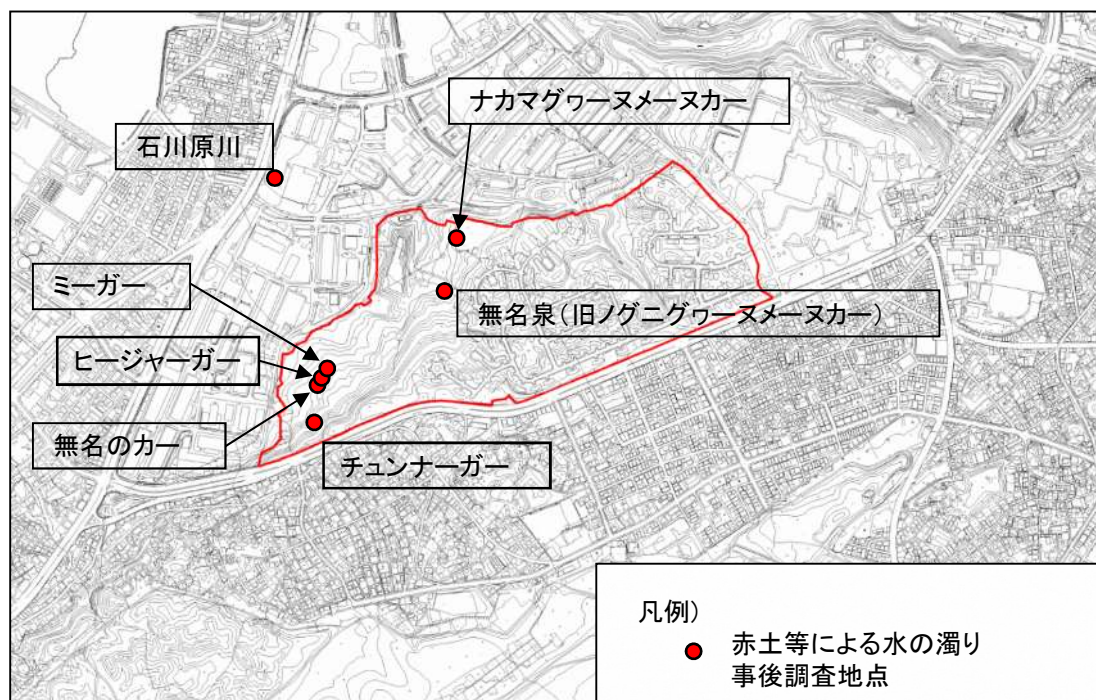 ナカマグヮーヌメーヌカー
石川原川
ミーガー
無名泉（旧ノグニグヮーヌメーヌカー）
ヒージャーガー
無名のカー
チュンナーガー
凡例）
赤土等による水の濁り
事後調査地点